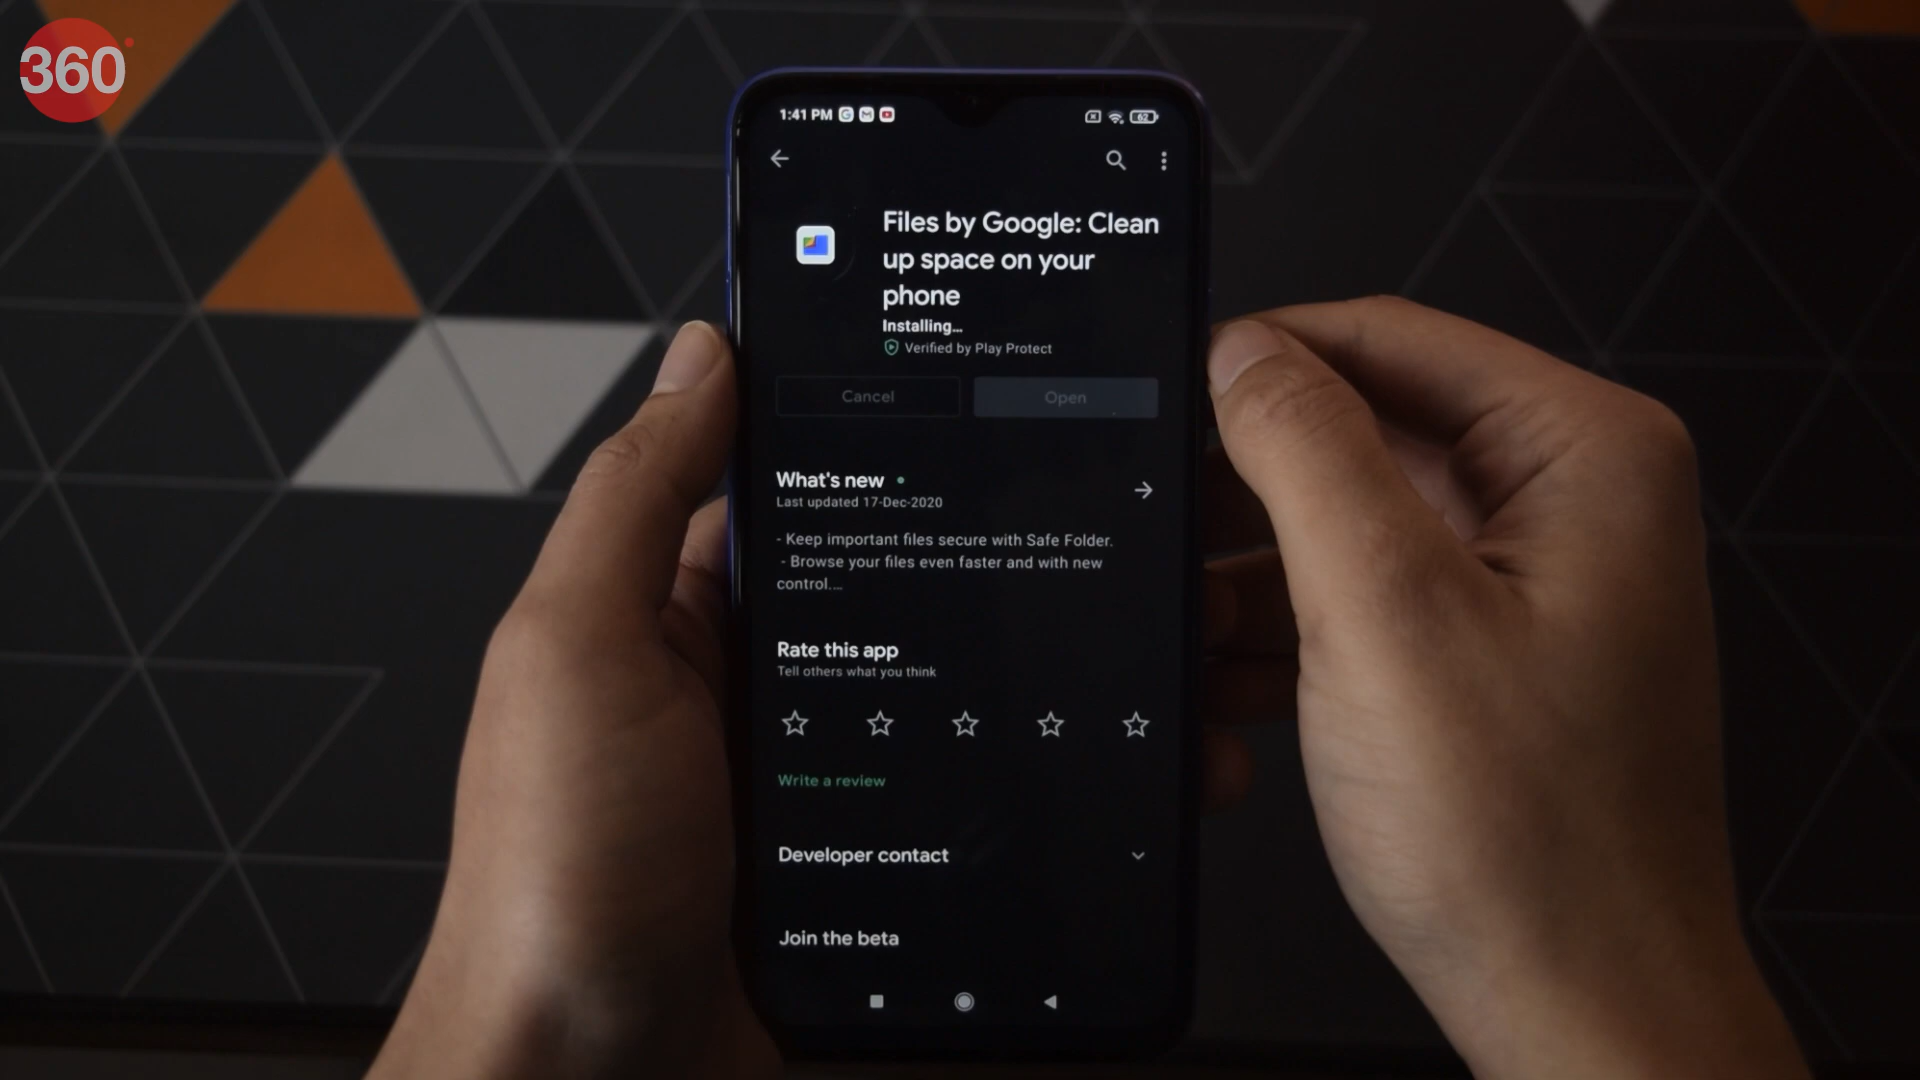 360
1:41 PM
62
Files by Google: Clean
up space on your
phone
Installing...
Verified by Play Protect
Cancel
Open
What's new
Last updated 17-Dec-2020
- Keep important files secure with Safe Folder.
- Browse your files even faster and with new
control....
Rate this app
Tell others what you think
Write a review
Developer contact
Join the beta